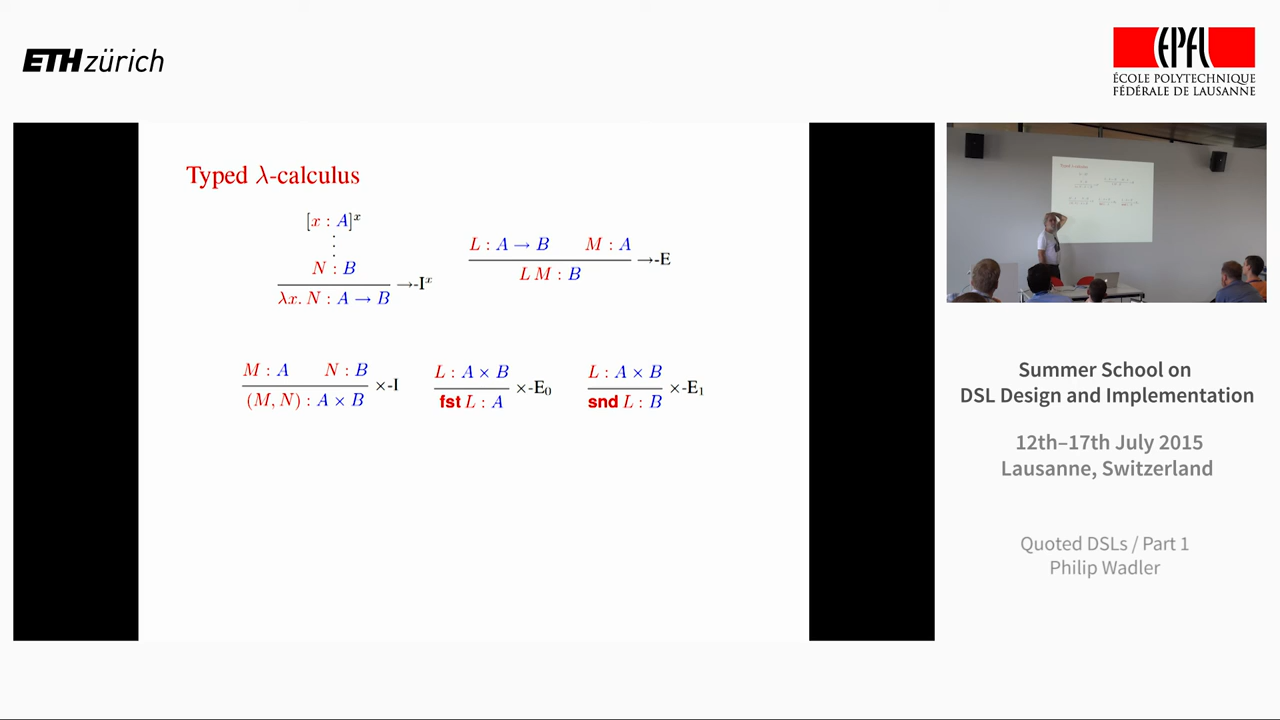 ETH zürich
EPFL
ÉCOLE POLYTECHNIQUE
FÉDÉRALE DE LAUSANNE
Typed λ-calculus
[x : A]ˣ
⋮
N : B
λx. N : A → B
→-Iˣ
L : A → B M : A
L M : B
→-E
M : A N : B
(M, N) : A × B
×-I
L : A × B
fst L : A
×-E₀
L : A × B
snd L : B
×-E₁
Summer School on
DSL Design and Implementation
12th–17th July 2015
Lausanne, Switzerland
Quoted DSLs / Part 1
Philip Wadler